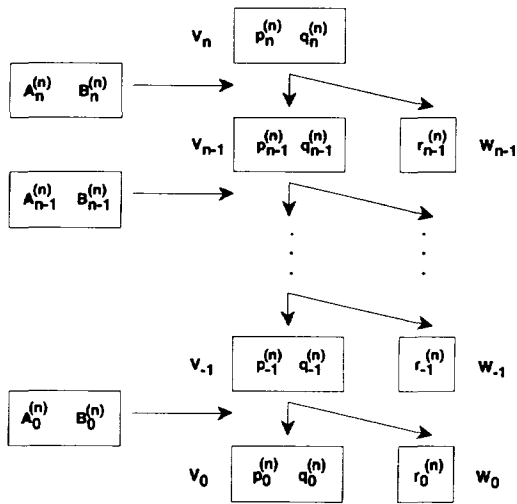 V_n p_n^(n) q_n^(n)
A_n^(n) B_n^(n)
V_{n-1} p_{n-1}^(n) q_{n-1}^(n) r_{n-1}^(n) W_{n-1}
A_{n-1}^(n) B_{n-1}^(n)
V_{-1} p_{-1}^(n) q_{-1}^(n) r_{-1}^(n) W_{-1}
A_0^(n) B_0^(n)
V_0 p_0^(n) q_0^(n) r_0^(n) W_0